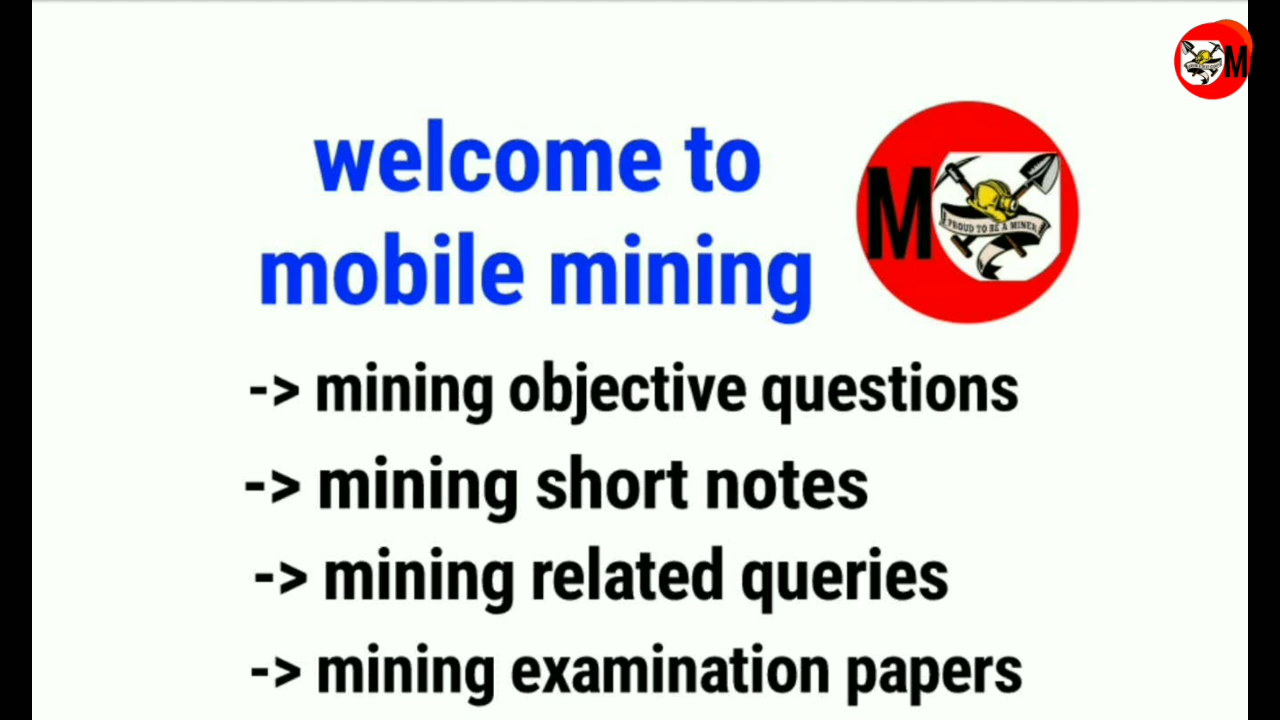 M
welcome to
mobile mining
M
PROUD TO BE A MINER
-> mining objective questions
-> mining short notes
-> mining related queries
-> mining examination papers